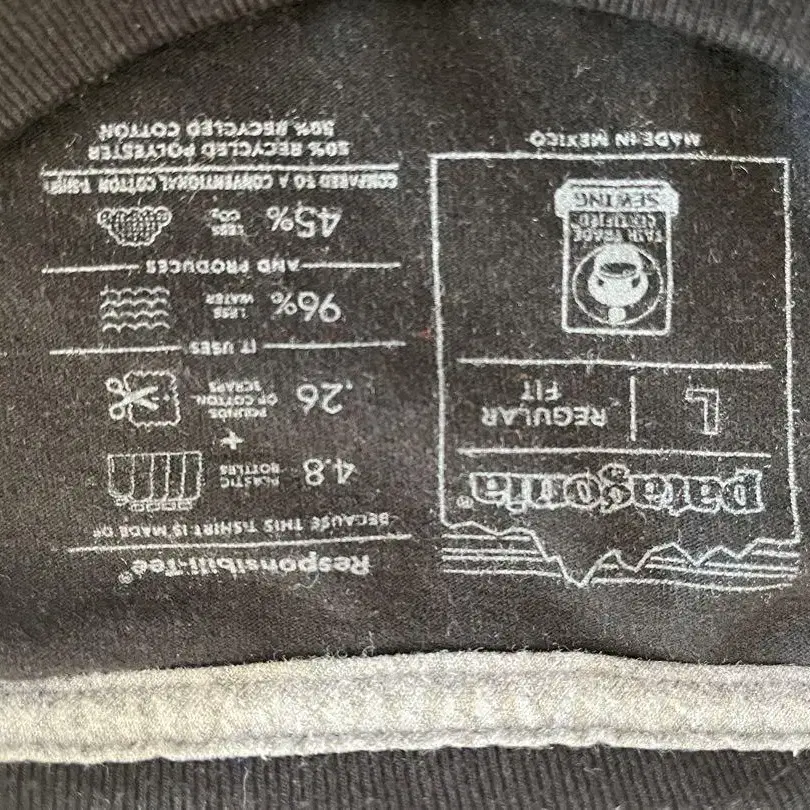 patagonia®
L
REGULAR
FIT
FAIR TRADE
CERTIFIED
SEWING
MADE IN MEXICO
Responsibili-Tee®
BECAUSE THIS T-SHIRT IS MADE OF
4.8 PLASTIC
BOTTLES
+
.26 POUNDS
OF COTTON
SCRAPS
IT USES
96% LESS
WATER
AND PRODUCES
45% LESS
CO₂
COMPARED TO A CONVENTIONAL COTTON T-SHIRT
50% RECYCLED POLYESTER
50% RECYCLED COTTON